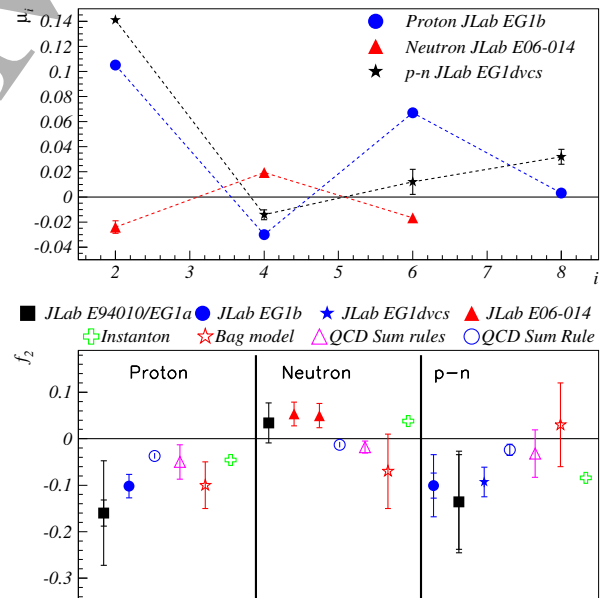 μi
0.14
0.12
0.1
0.08
0.06
0.04
0.02
0
-0.02
-0.04
Proton JLab EG1b
Neutron JLab E06-014
p-n JLab EG1dvcs
2 3 4 5 6 7 8 i
JLab E94010/EG1a JLab EG1b JLab EG1dvcs JLab E06-014
Instanton Bag model QCD Sum rules QCD Sum Rule
f2
Proton Neutron p-n
0.1
0
-0.1
-0.2
-0.3